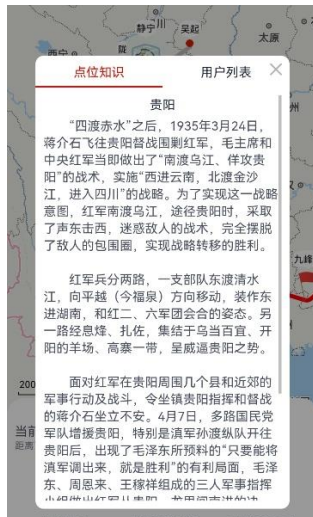 静宁
吴起
太原
西宁
陇
州
点位知识
用户列表
贵阳
“四渡赤水”之后，1935年3月24日，
蒋介石飞往贵阳督战围剿红军，毛主席和
中央红军当即做出了“南渡乌江、佯攻贵
阳”的战术，实施“西进云南，北渡金沙
江，进入四川”的战略。为了实现这一战略
意图，红军南渡乌江，途径贵阳时，采取
了声东击西，迷惑敌人的战术，完全摆脱
了敌人的包围圈，实现战略转移的胜利。
红军兵分两路，一支部队东渡清水
江，向平越（今福泉）方向移动，装作东
进湖南，和红二、六军团会合的姿态。另
一路经息烽、扎佐，集结于乌当百宜、开
阳的羊场、高寨一带，呈威逼贵阳之势。
九峰
面对红军在贵阳周围几个县和近郊的
军事行动及战斗，令坐镇贵阳指挥和督战
的蒋介石坐立不安。4月7日，多路国民党
军队增援贵阳，特别是滇军孙渡纵队开往
贵阳后，出现了毛泽东所预料的“只要能将
滇军调出来，就是胜利”的有利局面，毛泽
东、周恩来、王稼祥组成的三人军事指挥
200
当前
距离